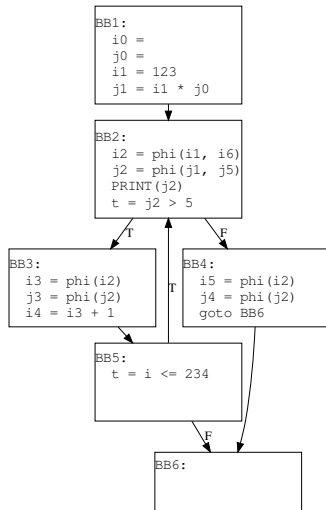 BB1:
i0 =
j0 =
i1 = 123
j1 = i1 * j0
BB2:
i2 = phi(i1, i6)
j2 = phi(j1, j5)
PRINT(j2)
t = j2 > 5
T
F
BB3:
i3 = phi(i2)
j3 = phi(j2)
i4 = i3 + 1
T
BB4:
i5 = phi(i2)
j4 = phi(j2)
goto BB6
BB5:
t = i <= 234
F
BB6: